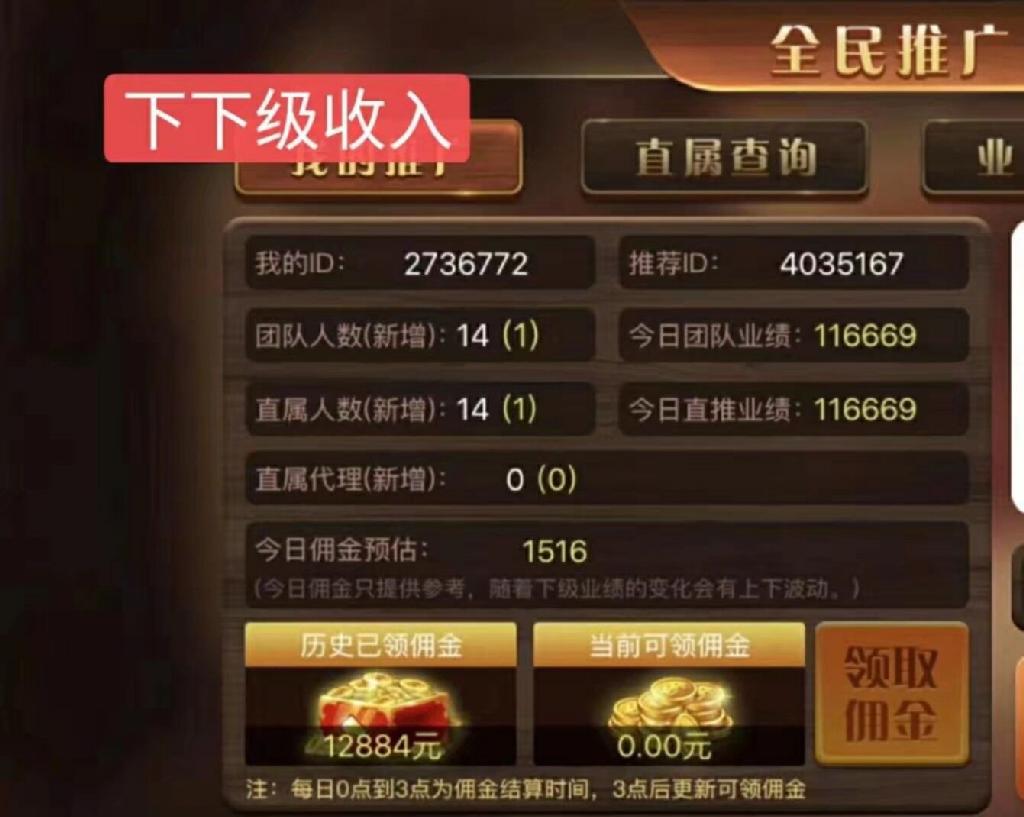 全民推广
下下级收入
我的推广
直属查询
业
我的ID： 2736772
推荐ID： 4035167
团队人数(新增)：14 (1)
今日团队业绩：116669
直属人数(新增)：14 (1)
今日直推业绩：116669
直属代理(新增)： 0 (0)
今日佣金预估： 1516
(今日佣金只提供参考，随着下级业绩的变化会有上下波动。)
历史已领佣金
当前可领佣金
领取
佣金
12884元
0.00元
注：每日0点到3点为佣金结算时间，3点后更新可领佣金